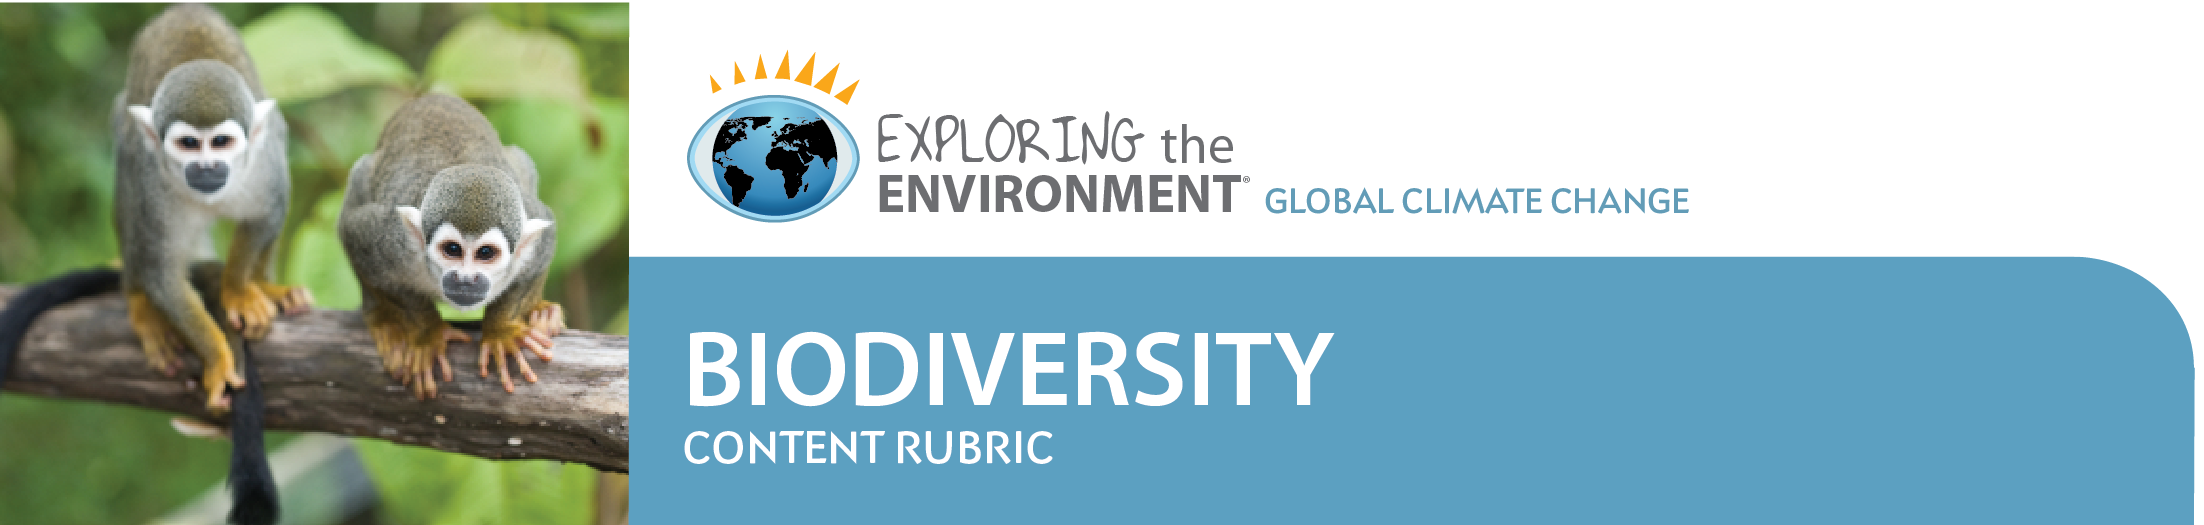 EXPLORING the
ENVIRONMENT® GLOBAL CLIMATE CHANGE
BIODIVERSITY
CONTENT RUBRIC